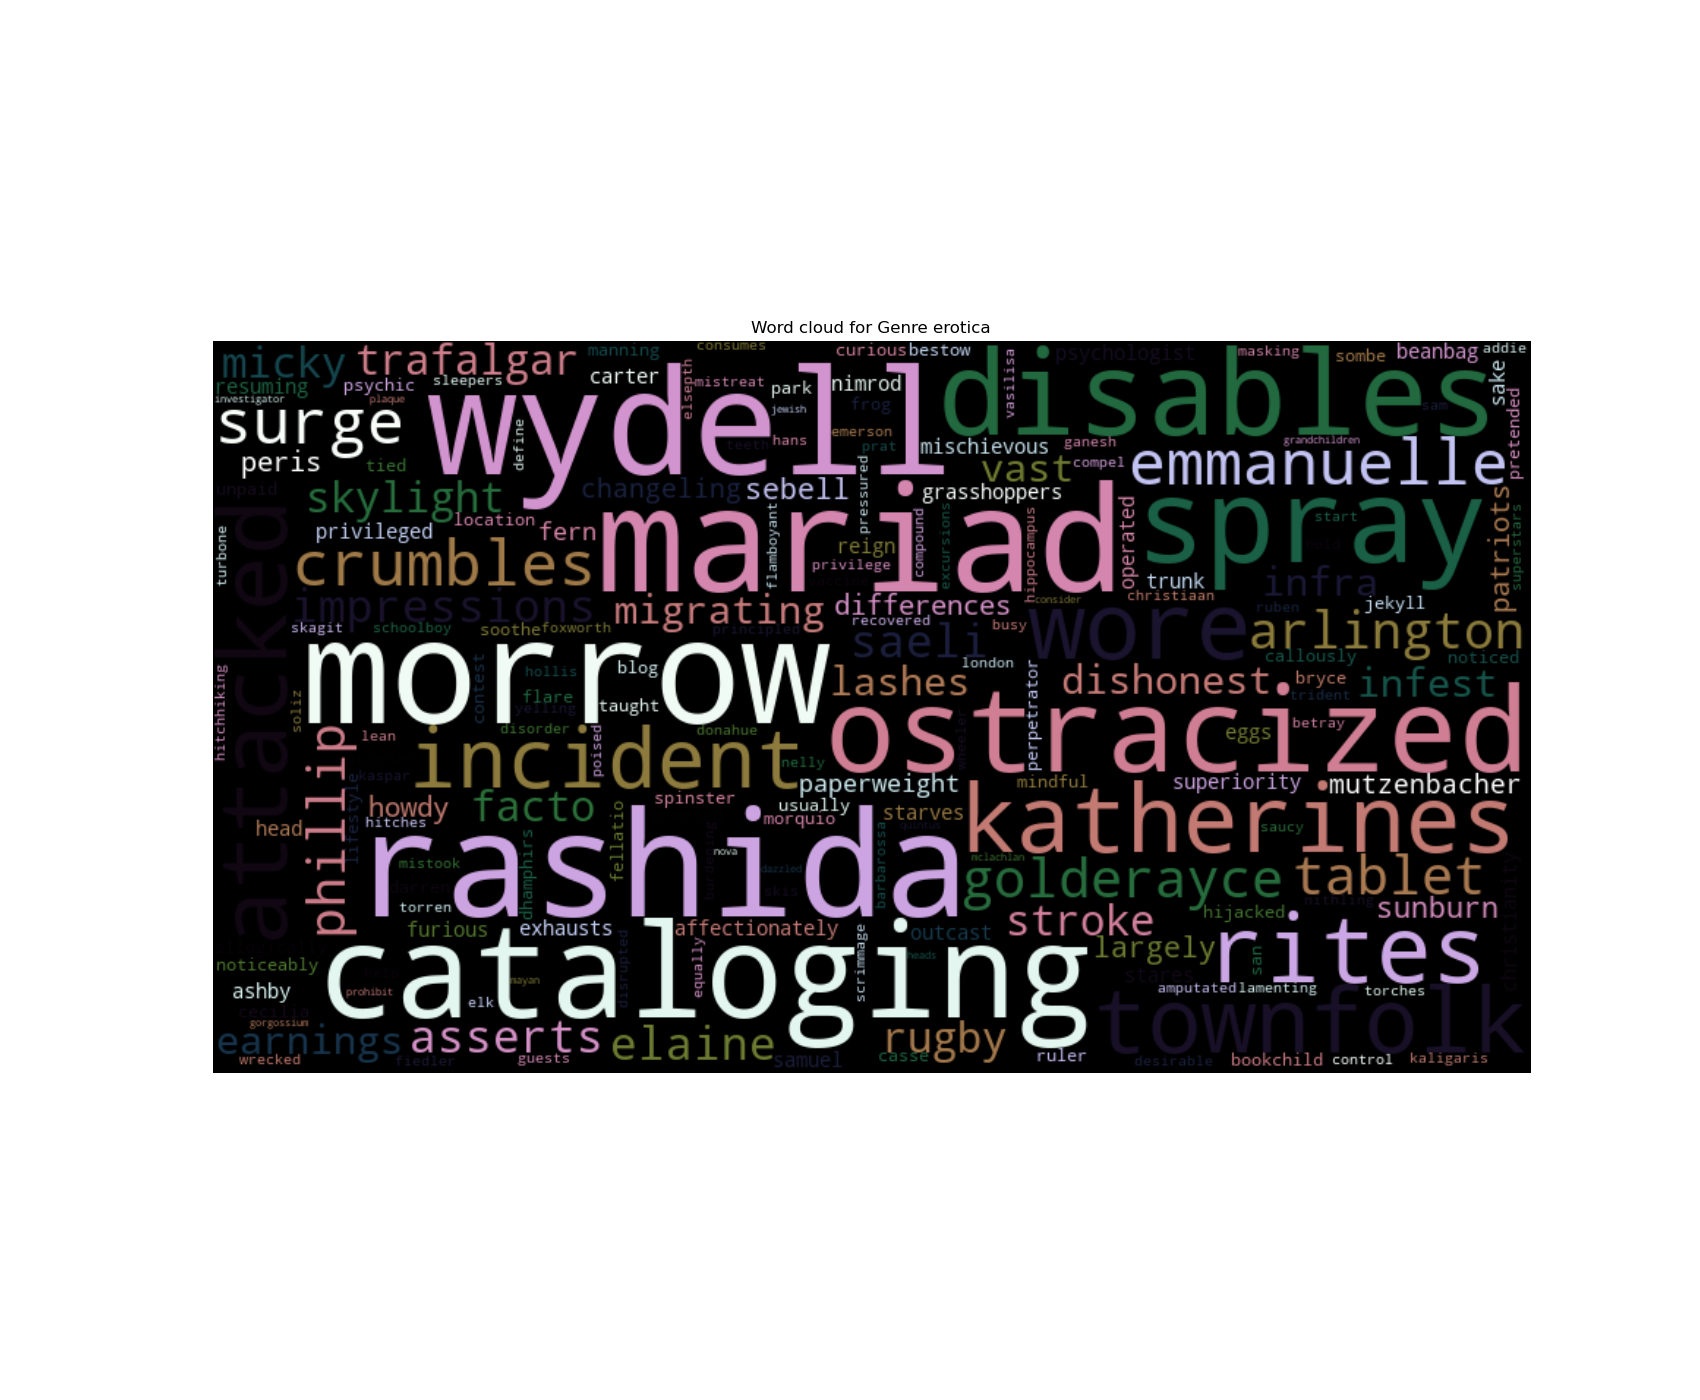 Word cloud for Genre erotica
micky trafalgar manning consumes curious bestow vasilisa psychologist masking sombe beanbag addie
resuming psychic sleepers carter elsepth mistreat park nimrod disables sake
investigator plaque wydell jewish frog sam pretended
surge define teeth hans emerson prat mischievous ganesh grandchildren
peris tied pressured vast compel emmanuelle
unpaid skylight changeling sebell grasshoppers spray patriots
privileged location fern flamboyant mariad compound excursions hippocampus operated start superstars
turbone crumbles reign privilege trunk infra
attacked impressions migrating differences consider christiaan ruben jekyll
skagit schoolboy soothe foxworth principled recovered busy wore arlington
saeli london callously noticed
hitchhiking soliz morrow contest hollis blog lashes perpetrator dishonest bryce infest
flare yelling taught ostracized trident
phillip lean disorder poised donahue wheeler eggs betray
kaspar incident nelly paperweight mindful superiority mutzenbacher
lifestyle howdy facto spinster usually starves katherines
head hitches fellatio morquio saucy
rashida burdening nova barbarossa mclachlan
mistook dhamphirs dazzled golderayce tablet
darren skis nithling christianity
torren stroke hijacked sunburn
furious exhausts affectionately outcast largely rites
noticeably disrupted equally scrimmage heads san
ashby prohibit cataloging mayan stares amputated lamenting torches
cecilia elk townfolk
gorgossium
earnings asserts elaine rugby
wrecked fiedler guests samuel casse ruler desirable bookchild control kaligaris